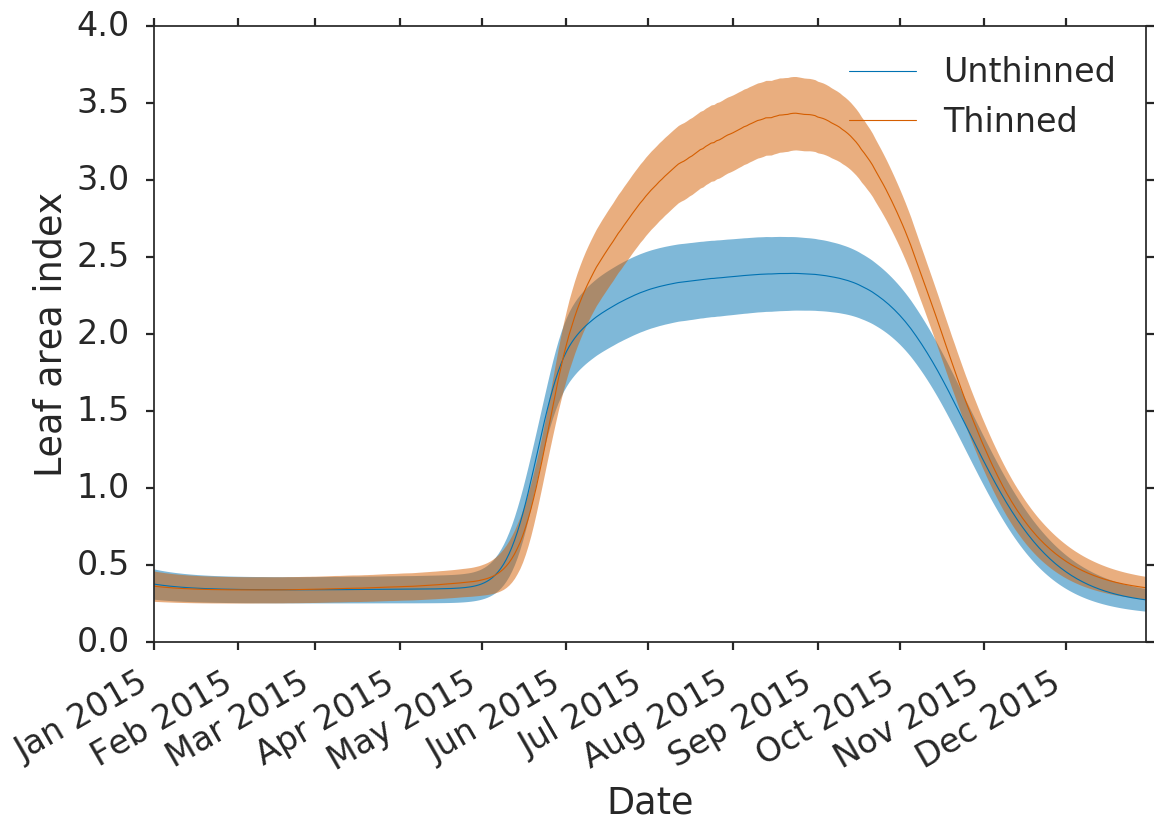 4.0
3.5
3.0
2.5
2.0
1.5
1.0
0.5
0.0
Leaf area index
Unthinned
Thinned
Jan 2015
Feb 2015
Mar 2015
Apr 2015
May 2015
Jun 2015
Jul 2015
Aug 2015
Sep 2015
Oct 2015
Nov 2015
Dec 2015
Date